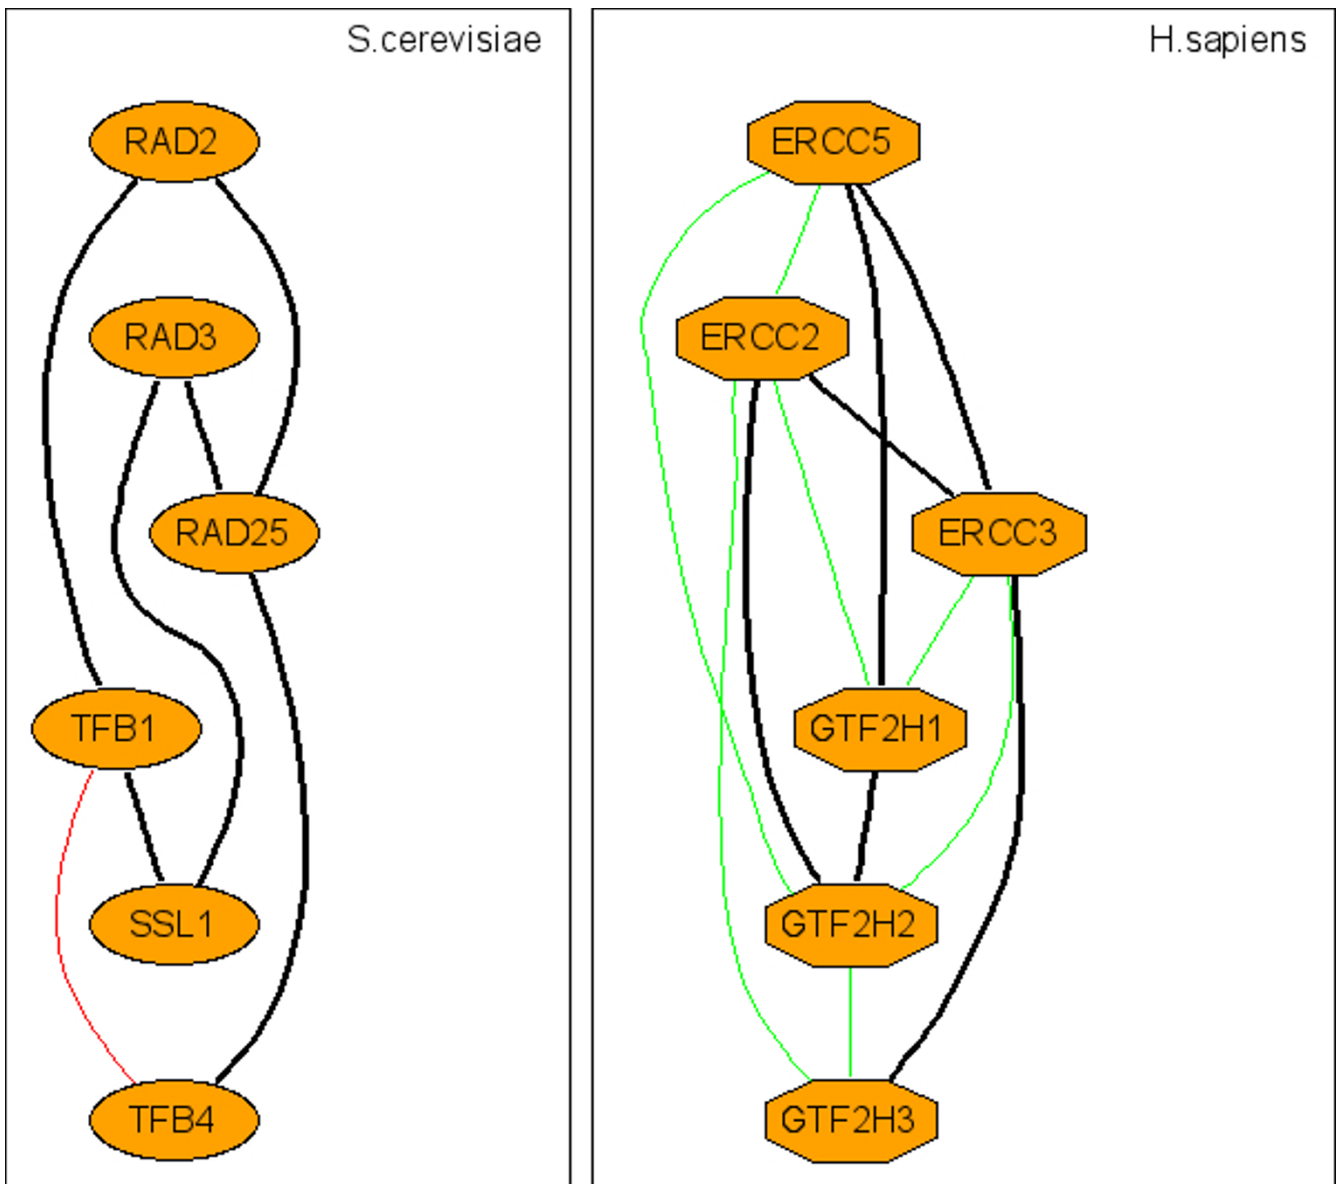 S.cerevisiae
RAD2
RAD3
RAD25
TFB1
SSL1
TFB4
H.sapiens
ERCC5
ERCC2
ERCC3
GTF2H1
GTF2H2
GTF2H3